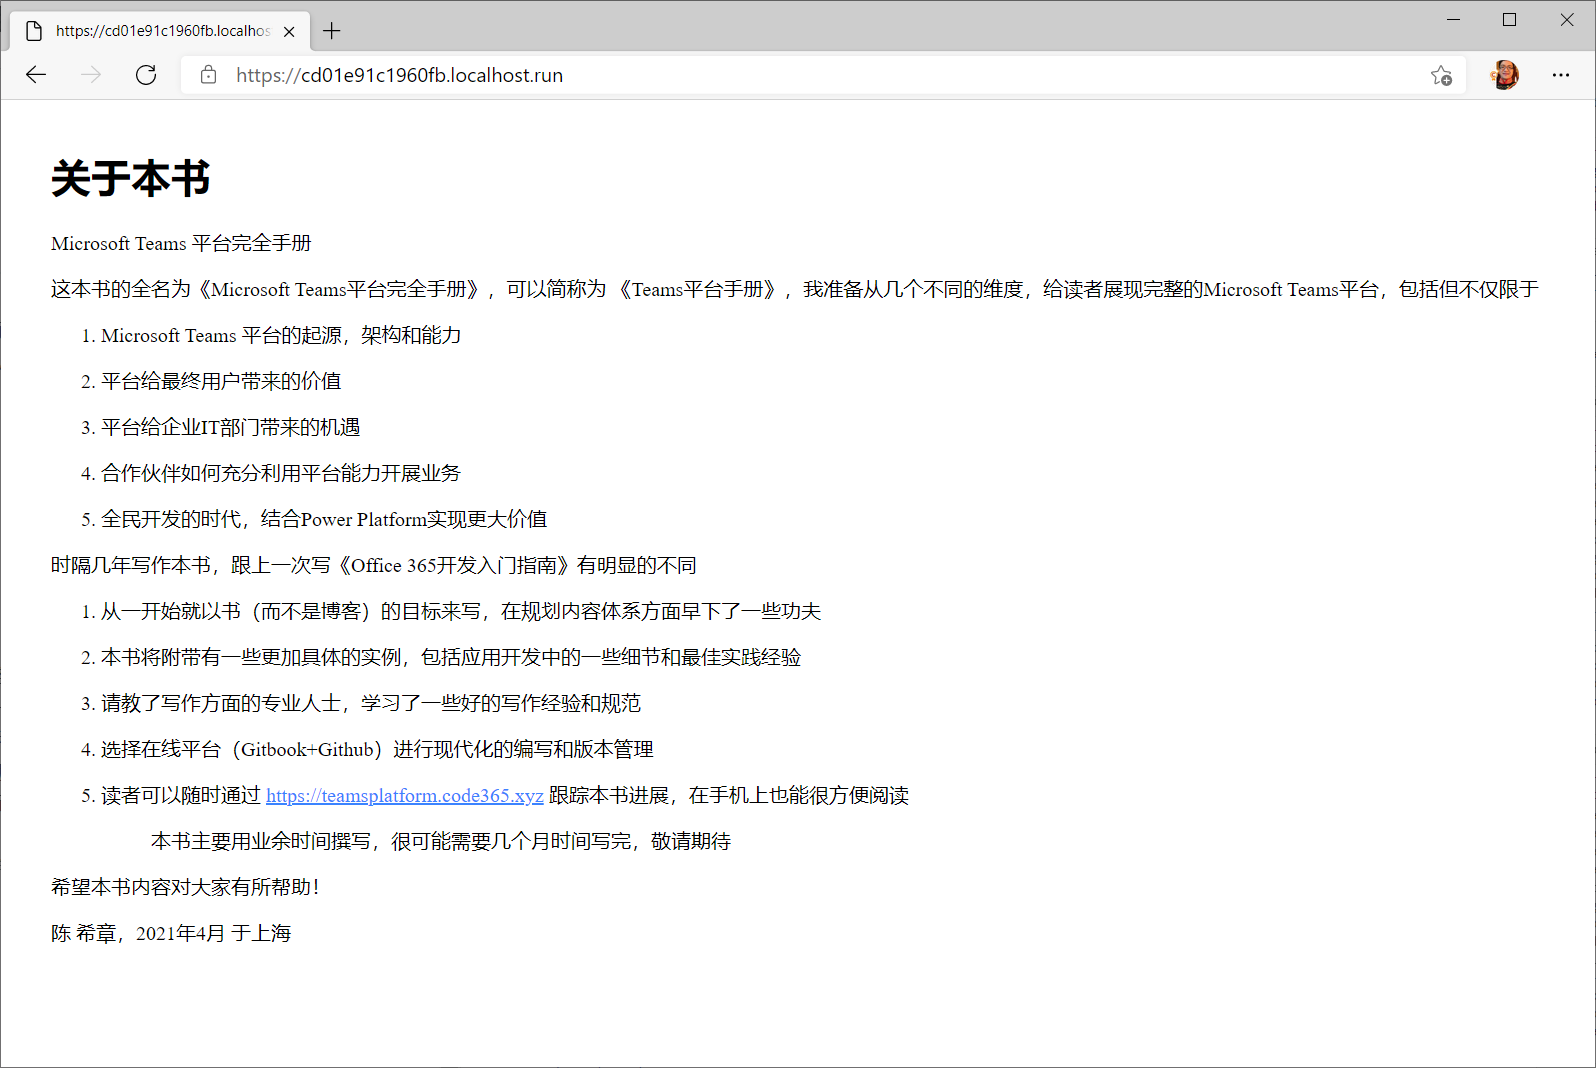 https://cd01e91c1960fb.localhos
https://cd01e91c1960fb.localhost.run
关于本书
Microsoft Teams 平台完全手册
这本书的全名为《Microsoft Teams平台完全手册》，可以简称为 《Teams平台手册》，我准备从几个不同的维度，给读者展现完整的Microsoft Teams平台，包括但不仅限于
1. Microsoft Teams 平台的起源，架构和能力
2. 平台给最终用户带来的价值
3. 平台给企业IT部门带来的机遇
4. 合作伙伴如何充分利用平台能力开展业务
5. 全民开发的时代，结合Power Platform实现更大价值
时隔几年写作本书，跟上一次写《Office 365开发入门指南》有明显的不同
1. 从一开始就以书（而不是博客）的目标来写，在规划内容体系方面早下了一些功夫
2. 本书将附带有一些更加具体的实例，包括应用开发中的一些细节和最佳实践经验
3. 请教了写作方面的专业人士，学习了一些好的写作经验和规范
4. 选择在线平台（Gitbook+Github）进行现代化的编写和版本管理
5. 读者可以随时通过 https://teamsplatform.code365.xyz 跟踪本书进展，在手机上也能很方便阅读
本书主要用业余时间撰写，很可能需要几个月时间写完，敬请期待
希望本书内容对大家有所帮助！
陈 希章，2021年4月 于上海